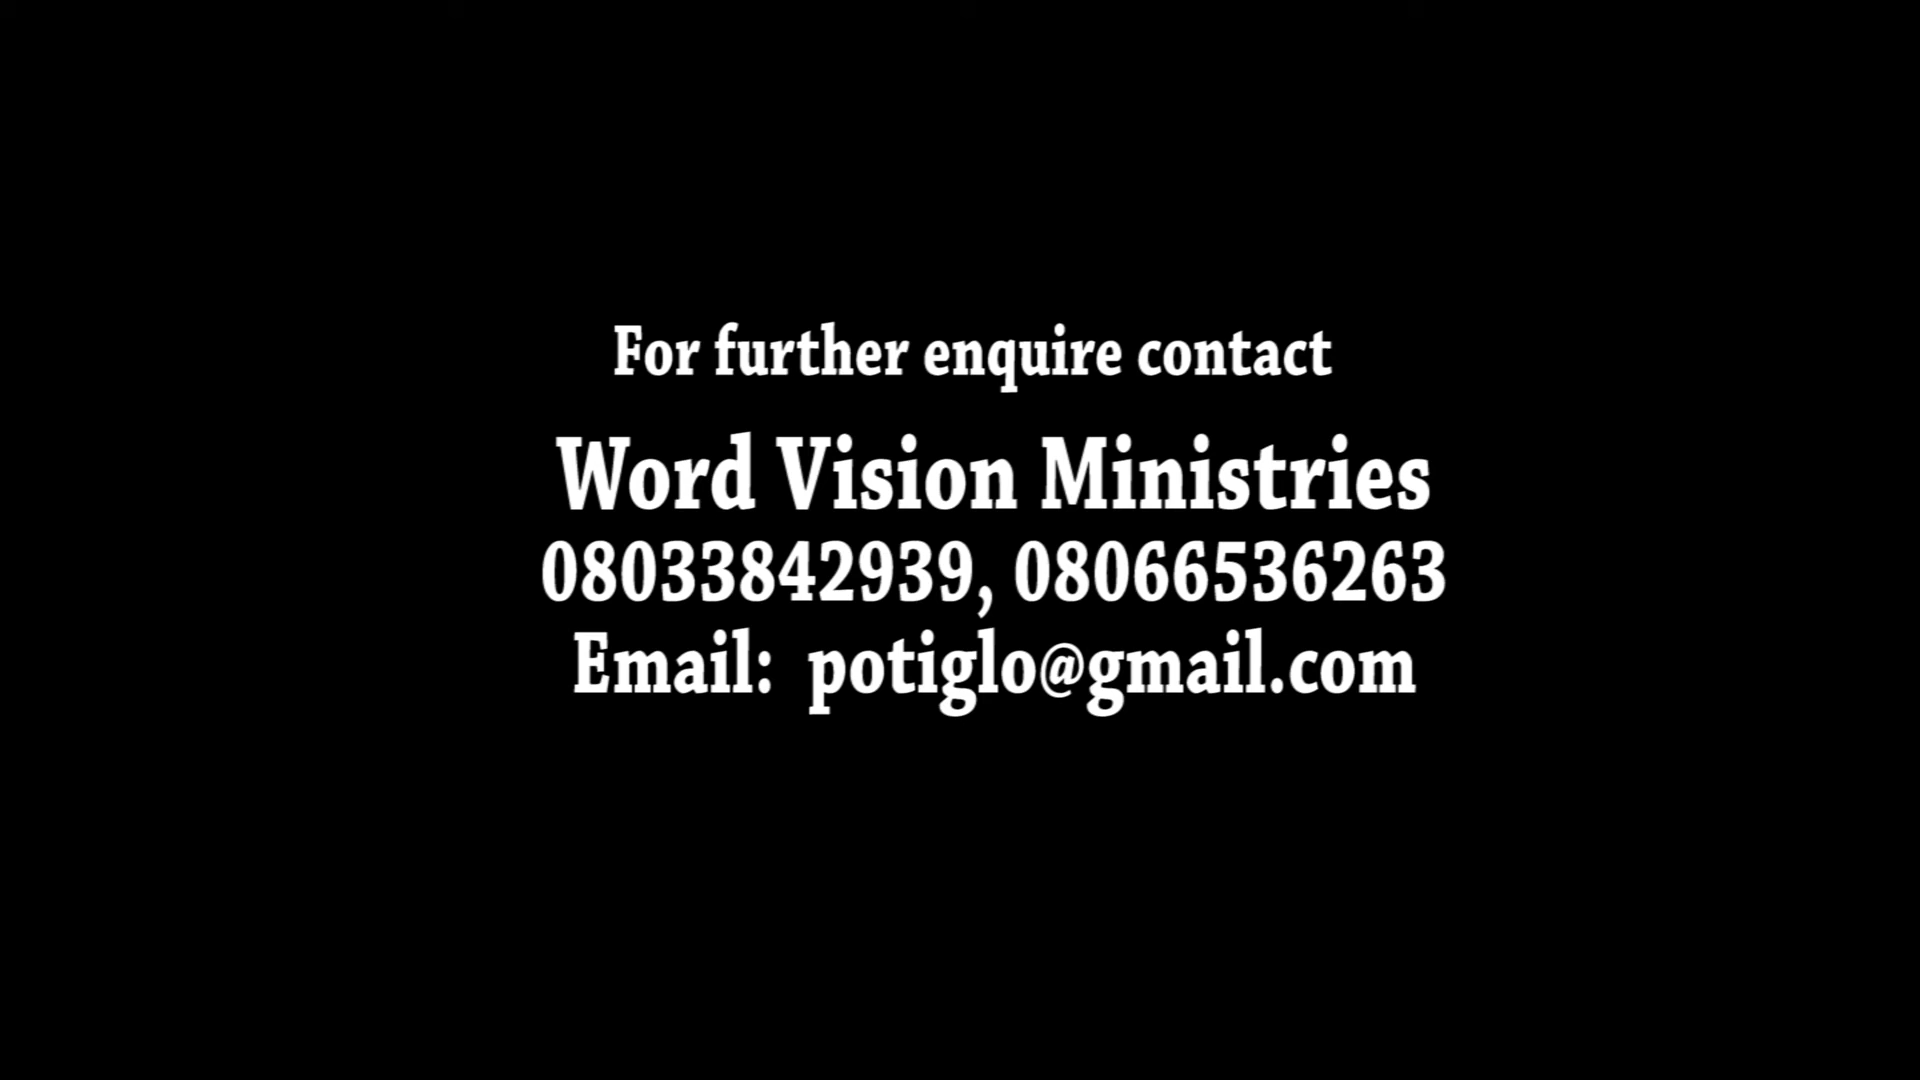 For further enquire contact
Word Vision Ministries
08033842939, 08066536263
Email:  potiglo@gmail.com